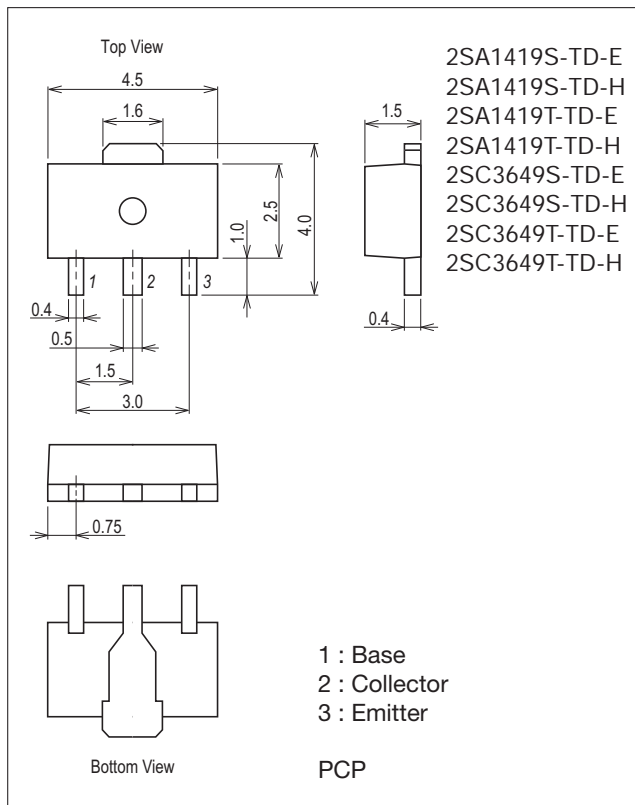 Top View
4.5
1.6
1.5
2.5
4.0
1.0
1
2
3
0.4
0.5
1.5
3.0
0.4
2SA1419S-TD-E
2SA1419S-TD-H
2SA1419T-TD-E
2SA1419T-TD-H
2SC3649S-TD-E
2SC3649S-TD-H
2SC3649T-TD-E
2SC3649T-TD-H
0.75
Bottom View
1 : Base
2 : Collector
3 : Emitter
PCP